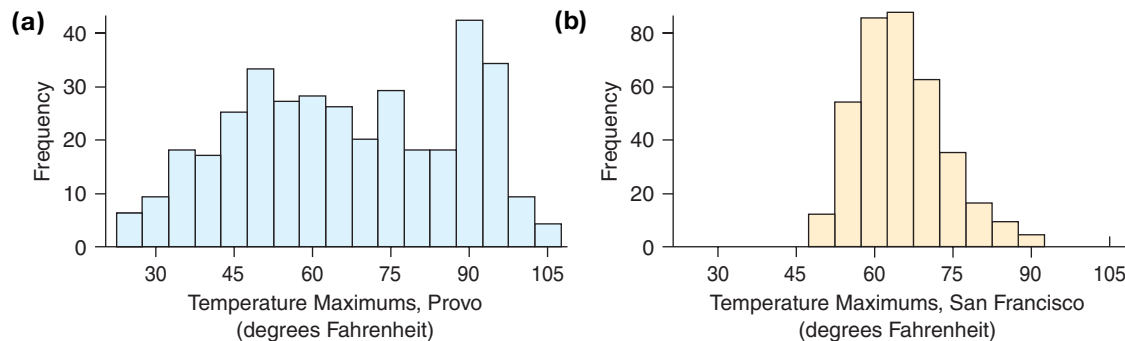 (a)
40
30
20
10
0
Frequency
30 45 60 75 90 105
Temperature Maximums, Provo
(degrees Fahrenheit)
(b)
80
60
40
20
0
Frequency
30 45 60 75 90 105
Temperature Maximums, San Francisco
(degrees Fahrenheit)